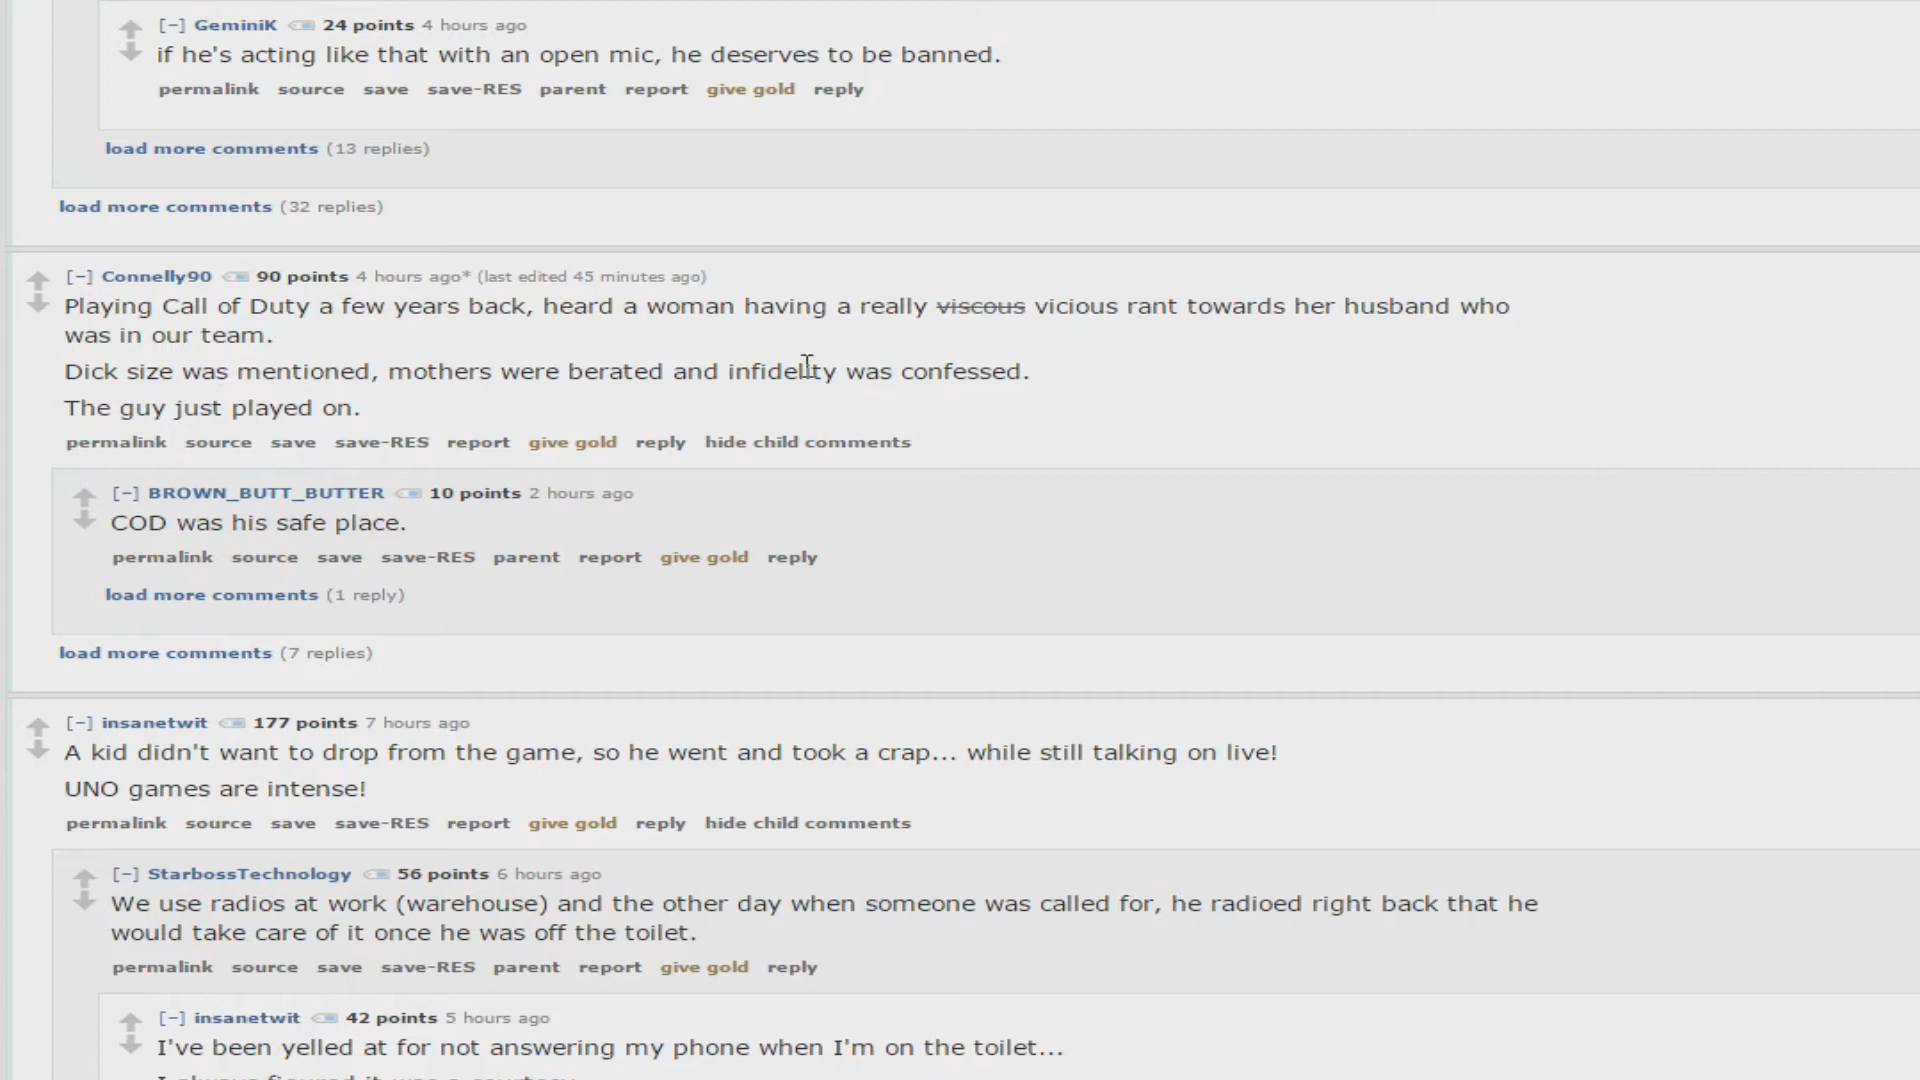 [−] GeminiK 24 points 4 hours ago
if he's acting like that with an open mic, he deserves to be banned.
permalink source save save-RES parent report give gold reply
load more comments (13 replies)
load more comments (32 replies)
[−] Connelly90 90 points 4 hours ago* (last edited 45 minutes ago)
Playing Call of Duty a few years back, heard a woman having a really viscous vicious rant towards her husband who
was in our team.
Dick size was mentioned, mothers were berated and infidelity was confessed.
The guy just played on.
permalink source save save-RES report give gold reply hide child comments
[−] BROWN_BUTT_BUTTER 10 points 2 hours ago
COD was his safe place.
permalink source save save-RES parent report give gold reply
load more comments (1 reply)
load more comments (7 replies)
[−] insanetwit 177 points 7 hours ago
A kid didn't want to drop from the game, so he went and took a crap... while still talking on live!
UNO games are intense!
permalink source save save-RES report give gold reply hide child comments
[−] StarbossTechnology 56 points 6 hours ago
We use radios at work (warehouse) and the other day when someone was called for, he radioed right back that he
would take care of it once he was off the toilet.
permalink source save save-RES parent report give gold reply
[−] insanetwit 42 points 5 hours ago
I've been yelled at for not answering my phone when I'm on the toilet...
I always figured it was a courtesy